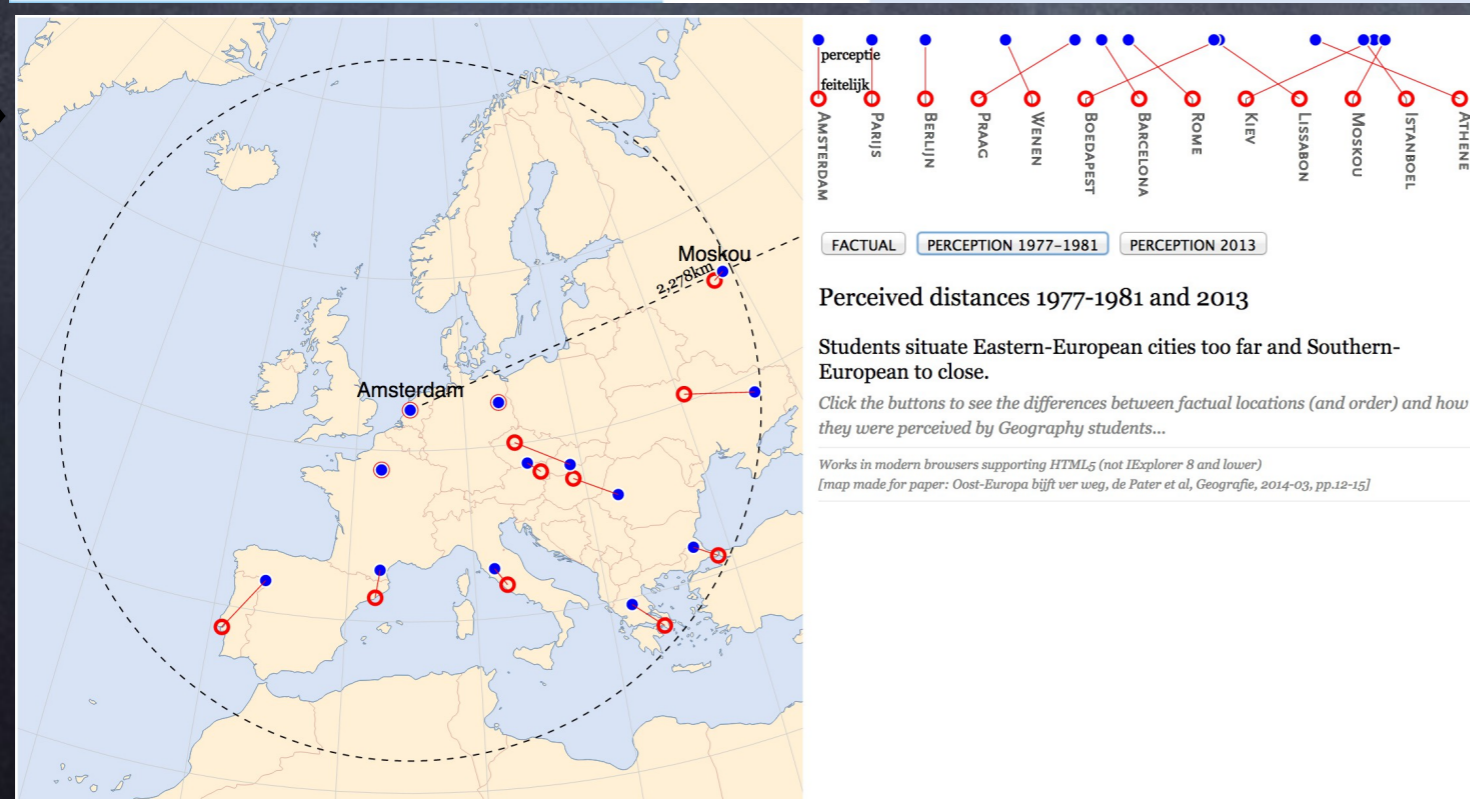 Moskou
2,278km
Amsterdam
perceptie
feitelijk
AMSTERDAM
PARIJS
BERLIJN
PRAAG
WENEN
BOEDAPEST
BARCELONA
ROME
KIEV
LISSABON
MOSKOU
ISTANBOEL
ATHENE
FACTUAL
PERCEPTION 1977-1981
PERCEPTION 2013
Perceived distances 1977-1981 and 2013
Students situate Eastern-European cities too far and Southern-
European to close.
Click the buttons to see the differences between factual locations (and order) and how
they were perceived by Geography students...
Works in modern browsers supporting HTML5 (not IExplorer 8 and lower)
[map made for paper: Oost-Europa bijft ver weg, de Pater et al, Geografie, 2014-03, pp.12-15]